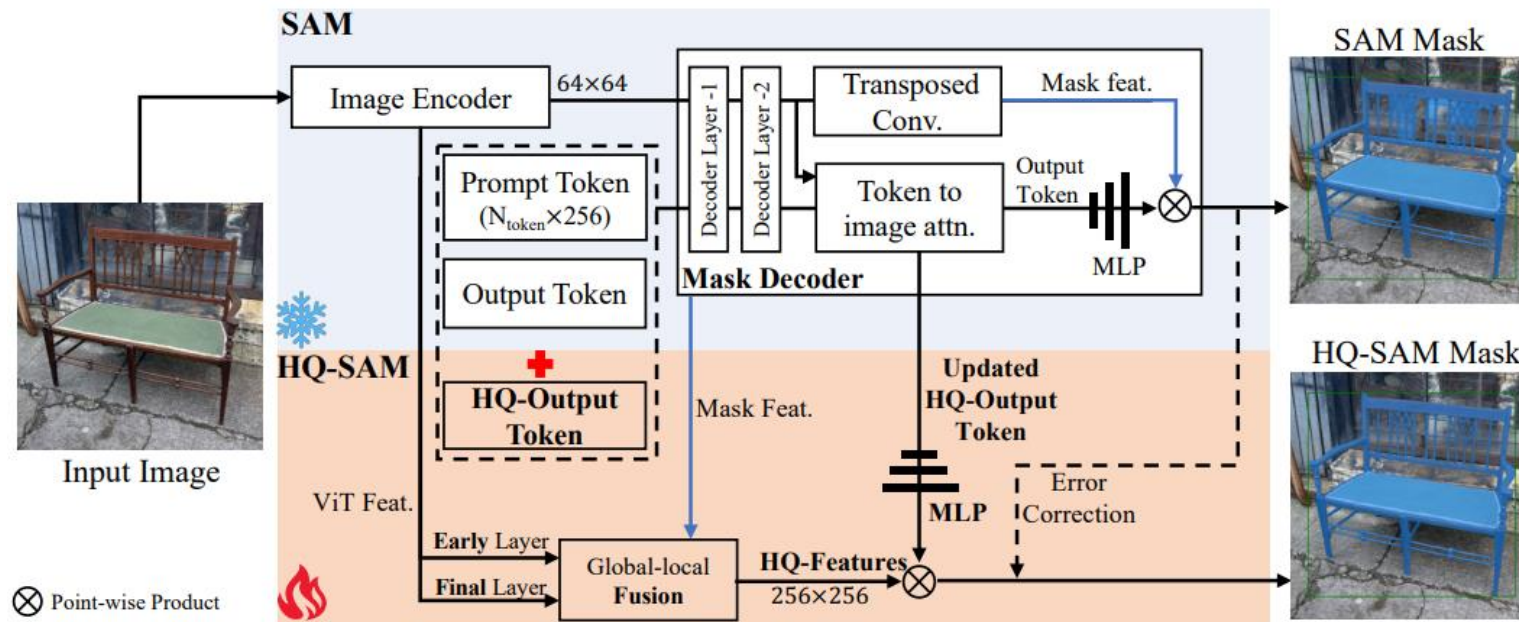 SAM
Image Encoder
64×64
Prompt Token
(N_token×256)
Output Token
Decoder Layer -1
Decoder Layer -2
Transposed
Conv.
Mask feat.
Token to
image attn.
Output
Token
MLP
Mask Decoder
SAM Mask
Input Image
HQ-SAM
HQ-Output
Token
Mask Feat.
Updated
HQ-Output
Token
MLP
Error
Correction
HQ-SAM Mask
ViT Feat.
Early Layer
Final Layer
Global-local
Fusion
HQ-Features
256×256
Point-wise Product